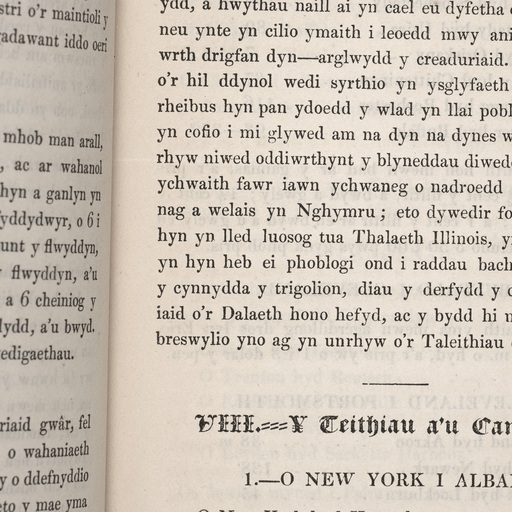 stri o'r maintioli y
adawant iddo oeri
mhob man arall,
, ac ar wahanol
hyn a ganlyn yn
yddydwyr, o 6 i
unt y flwyddyn,
flwyddyn, a'u
a 6 cheiniog y
lydd, a'u bwyd.
edigaethau.
riaid gwâr, fel
o wahaniaeth
y o ddefnyddio
eto y mae yma
ydd, a hwythau naill ai yn cael eu dyfetha
neu ynte yn cilio ymaith i leoedd mwy ani
wrth drigfan dyn—arglwydd y creaduriaid.
o'r hil ddynol wedi syrthio yn ysglyfaeth
rheibus hyn pan ydoedd y wlad yn llai pobl
yn cofio i mi glywed am na dyn na dynes w
rhyw niwed oddiwrthynt y blyneddau diwed
ychwaith fawr iawn ychwaneg o nadroedd
nag a welais yn Nghymru; eto dywedir fo
hyn yn lled luosog tua Thalaeth Illinois, y
yn hyn heb ei phoblogi ond i raddau bach
y cynnydda y trigolion, diau y derfydd y
iaid o'r Dalaeth hono hefyd, ac y bydd hi
breswylio yno ag yn unrhyw o'r Taleithiau
VIII.—Y Teithiau a'u Ca
1.—O NEW YORK I ALBA